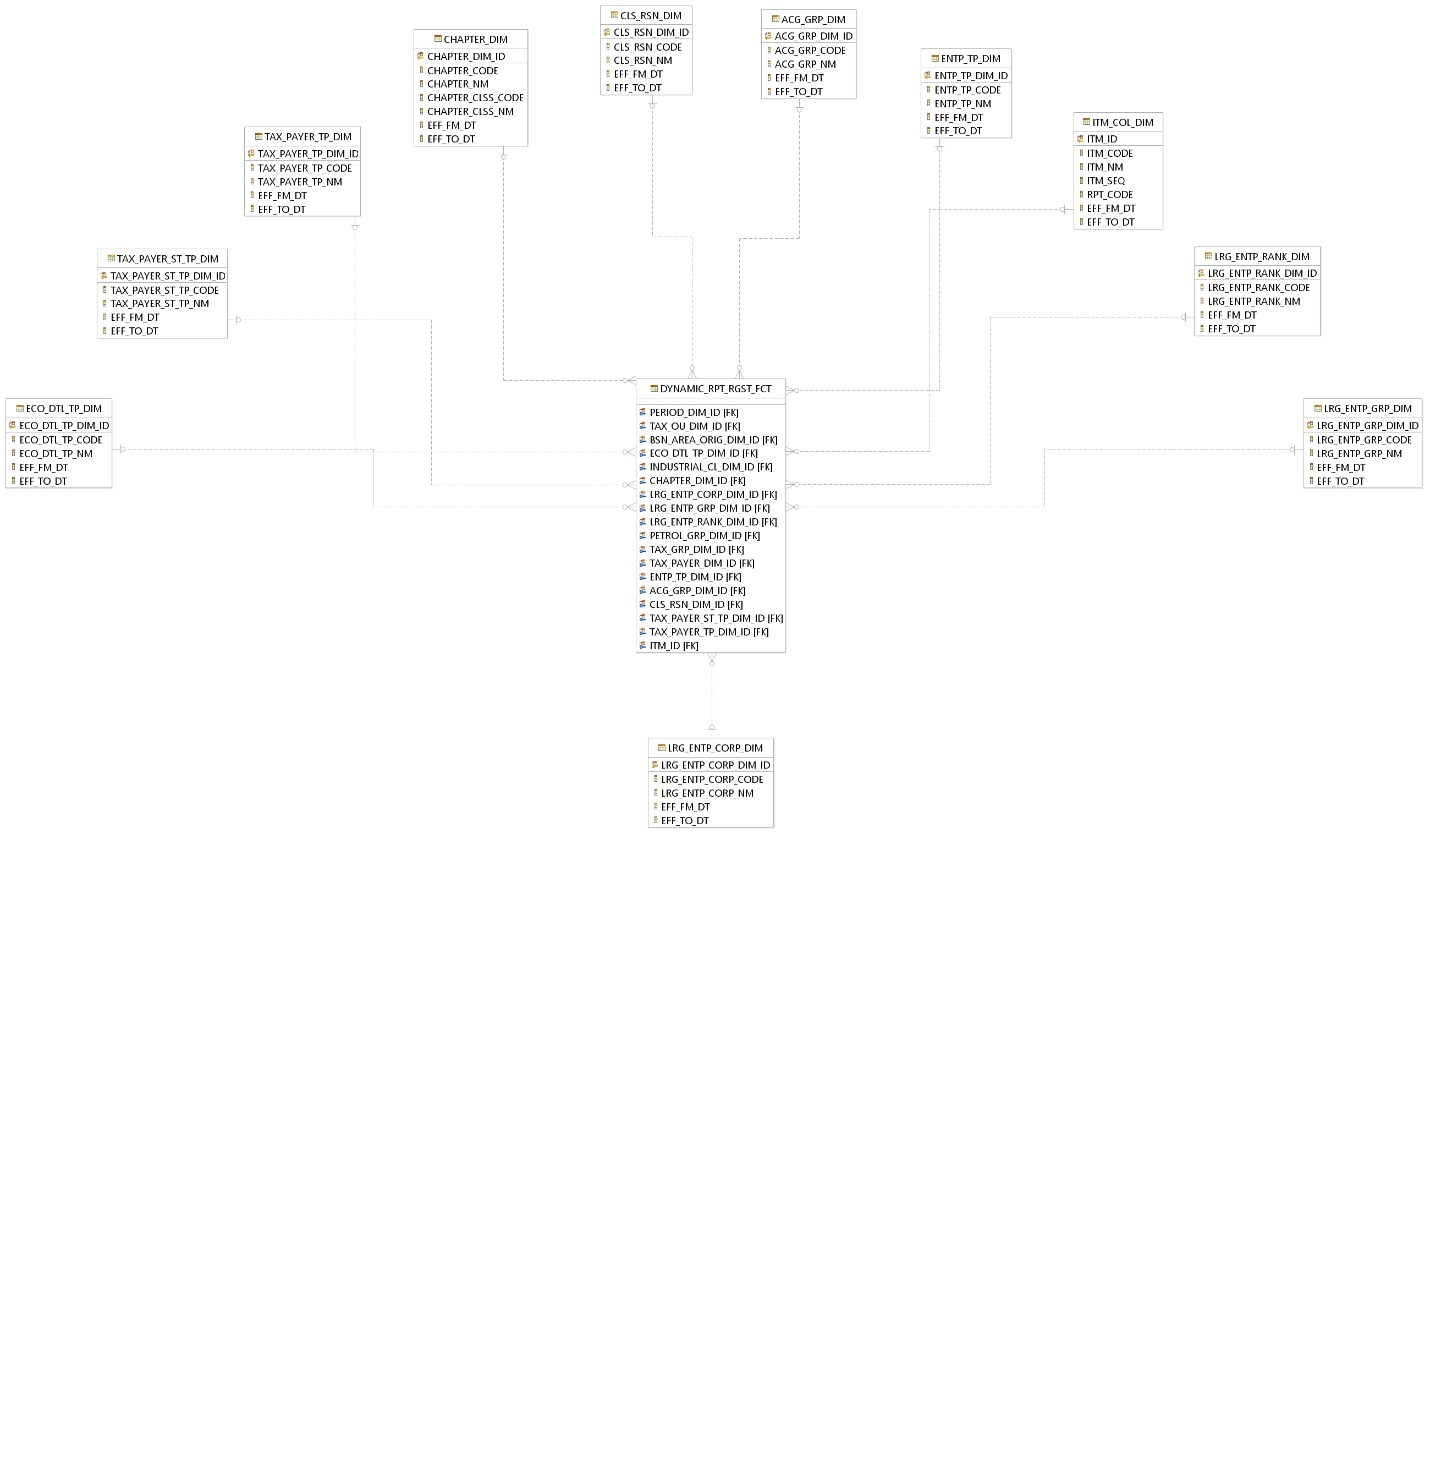 CLS_RSN_DIM
CLS_RSN_DIM_ID
CLS_RSN_CODE
CLS_RSN_NM
EFF_FM_DT
EFF_TO_DT
ACG_GRP_DIM
ACG_GRP_DIM_ID
ACG_GRP_CODE
ACG_GRP_NM
EFF_FM_DT
EFF_TO_DT
CHAPTER_DIM
CHAPTER_DIM_ID
CHAPTER_CODE
CHAPTER_NM
CHAPTER_CLSS_CODE
CHAPTER_CLSS_NM
EFF_FM_DT
EFF_TO_DT
ENTP_TP_DIM
ENTP_TP_DIM_ID
ENTP_TP_CODE
ENTP_TP_NM
EFF_FM_DT
EFF_TO_DT
ITM_COL_DIM
ITM_ID
ITM_CODE
ITM_NM
ITM_SEQ
RPT_CODE
EFF_FM_DT
EFF_TO_DT
TAX_PAYER_TP_DIM
TAX_PAYER_TP_DIM_ID
TAX_PAYER_TP_CODE
TAX_PAYER_TP_NM
EFF_FM_DT
EFF_TO_DT
TAX_PAYER_ST_TP_DIM
TAX_PAYER_ST_TP_DIM_ID
TAX_PAYER_ST_TP_CODE
TAX_PAYER_ST_TP_NM
EFF_FM_DT
EFF_TO_DT
LRG_ENTP_RANK_DIM
LRG_ENTP_RANK_DIM_ID
LRG_ENTP_RANK_CODE
LRG_ENTP_RANK_NM
EFF_FM_DT
EFF_TO_DT
ECO_DTL_TP_DIM
ECO_DTL_TP_DIM_ID
ECO_DTL_TP_CODE
ECO_DTL_TP_NM
EFF_FM_DT
EFF_TO_DT
DYNAMIC_RPT_RGST_FCT
PERIOD_DIM_ID [FK]
TAX_OU_DIM_ID [FK]
BSN_AREA_ORIG_DIM_ID [FK]
ECO_DTL_TP_DIM_ID [FK]
INDUSTRIAL_CL_DIM_ID [FK]
CHAPTER_DIM_ID [FK]
LRG_ENTP_CORP_DIM_ID [FK]
LRG_ENTP_GRP_DIM_ID [FK]
LRG_ENTP_RANK_DIM_ID [FK]
PETROL_GRP_DIM_ID [FK]
TAX_GRP_DIM_ID [FK]
TAX_PAYER_DIM_ID [FK]
ENTP_TP_DIM_ID [FK]
ACG_GRP_DIM_ID [FK]
CLS_RSN_DIM_ID [FK]
TAX_PAYER_ST_TP_DIM_ID [FK]
TAX_PAYER_TP_DIM_ID [FK]
ITM_ID [FK]
LRG_ENTP_GRP_DIM
LRG_ENTP_GRP_DIM_ID
LRG_ENTP_GRP_CODE
LRG_ENTP_GRP_NM
EFF_FM_DT
EFF_TO_DT
LRG_ENTP_CORP_DIM
LRG_ENTP_CORP_DIM_ID
LRG_ENTP_CORP_CODE
LRG_ENTP_CORP_NM
EFF_FM_DT
EFF_TO_DT